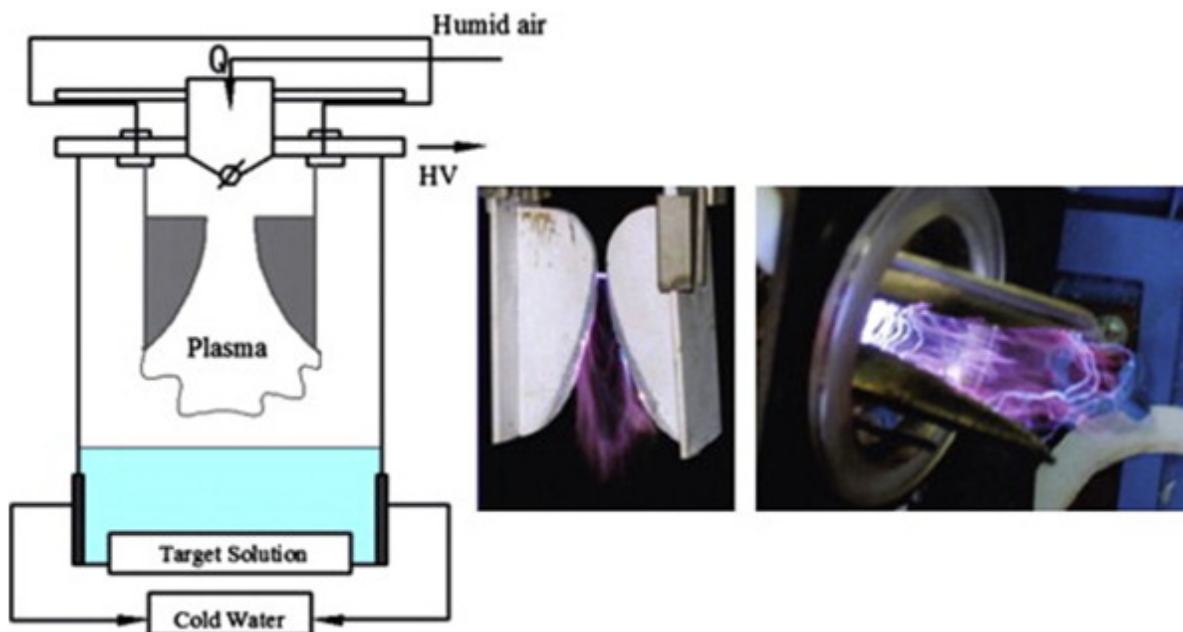 Humid air
Q
HV
Plasma
Target Solution
Cold Water